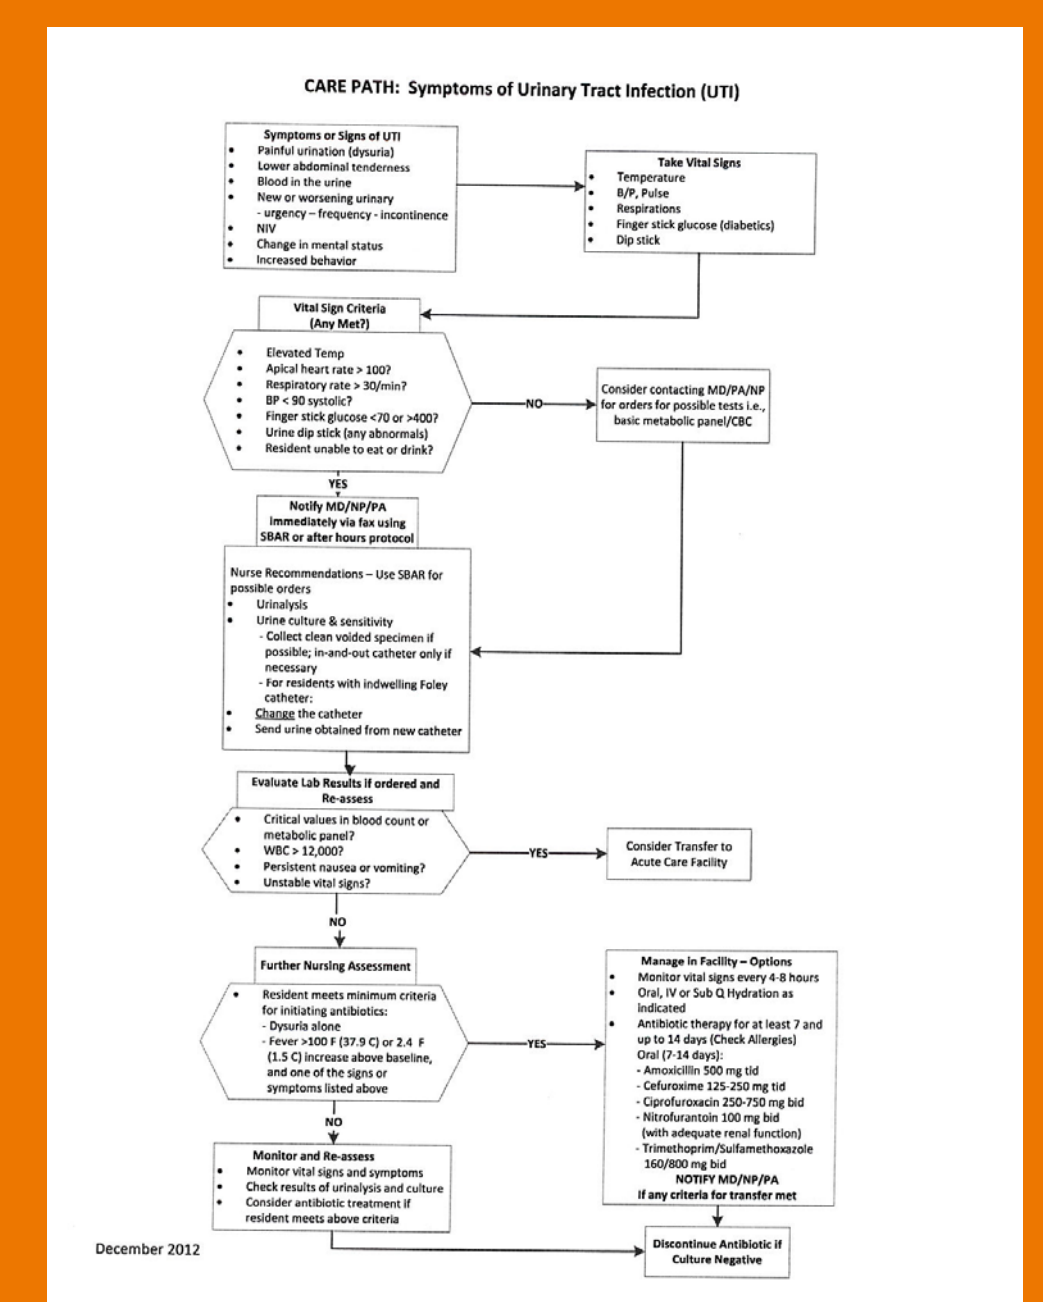 CARE PATH: Symptoms of Urinary Tract Infection (UTI)
Symptoms or Signs of UTI
• Painful urination (dysuria)
• Lower abdominal tenderness
• Blood in the urine
• New or worsening urinary
- urgency – frequency - incontinence
• NIV
• Change in mental status
• Increased behavior
Take Vital Signs
• Temperature
• B/P, Pulse
• Respirations
• Finger stick glucose (diabetics)
• Dip stick
Vital Sign Criteria
(Any Met?)
• Elevated Temp
• Apical heart rate > 100?
• Respiratory rate > 30/min?
• BP < 90 systolic?
• Finger stick glucose <70 or >400?
• Urine dip stick (any abnormals)
• Resident unable to eat or drink?
NO
Consider contacting MD/PA/NP
for orders for possible tests i.e.,
basic metabolic panel/CBC
YES
Notify MD/NP/PA
immediately via fax using
SBAR or after hours protocol
Nurse Recommendations – Use SBAR for
possible orders
• Urinalysis
• Urine culture & sensitivity
- Collect clean voided specimen if
possible; in-and-out catheter only if
necessary
- For residents with indwelling Foley
catheter:
• Change the catheter
• Send urine obtained from new catheter
Evaluate Lab Results if ordered and
Re-assess
• Critical values in blood count or
metabolic panel?
• WBC > 12,000?
• Persistent nausea or vomiting?
• Unstable vital signs?
YES
Consider Transfer to
Acute Care Facility
NO
Further Nursing Assessment
• Resident meets minimum criteria
for initiating antibiotics:
- Dysuria alone
- Fever >100 F (37.9 C) or 2.4 F
(1.5 C) increase above baseline,
and one of the signs or
symptoms listed above
YES
Manage in Facility – Options
• Monitor vital signs every 4-8 hours
• Oral, IV or Sub Q Hydration as
indicated
• Antibiotic therapy for at least 7 and
up to 14 days (Check Allergies)
Oral (7-14 days):
- Amoxicillin 500 mg tid
- Cefuroxime 125-250 mg tid
- Ciprofuroxacin 250-750 mg bid
- Nitrofurantoin 100 mg bid
(with adequate renal function)
- Trimethoprim/Sulfamethoxazole
160/800 mg bid
NOTIFY MD/NP/PA
If any criteria for transfer met
NO
Monitor and Re-assess
• Monitor vital signs and symptoms
• Check results of urinalysis and culture
• Consider antibiotic treatment if
resident meets above criteria
Discontinue Antibiotic if
Culture Negative
December 2012